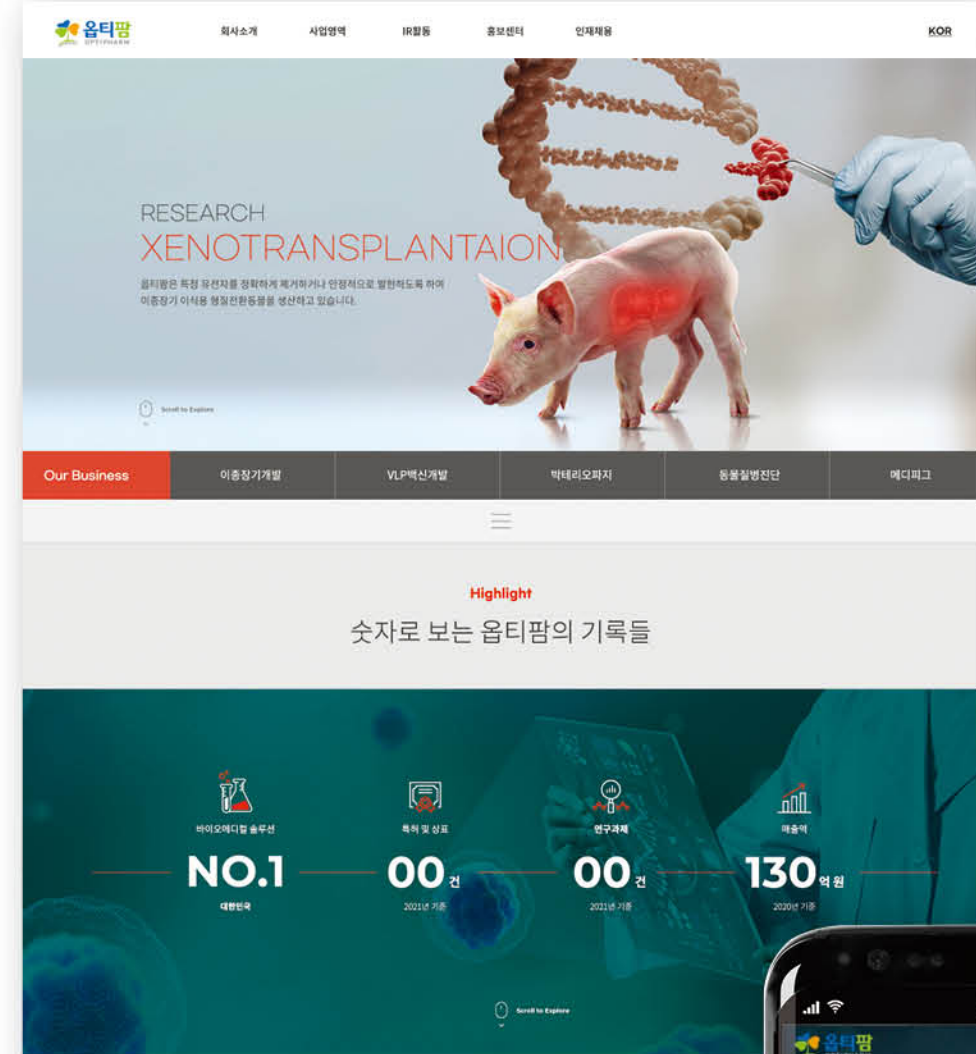 옵티팜
OPTIPHARM
회사소개 사업영역 IR활동 홍보센터 인재채용 KOR
RESEARCH
XENOTRANSPLANTAION
옵티팜은 특정 유전자를 정확하게 제거하거나 안정적으로 발현하도록 하여
이종장기 이식용 형질전환동물을 생산하고 있습니다.
Scroll to Explore
Our Business 이종장기개발 VLP백신개발 박테리오파지 동물질병진단 메디피그
Highlight
숫자로 보는 옵티팜의 기록들
바이오메디컬 솔루션 특허 및 상표 연구과제 매출액
NO.1 00 건 00 건 130 억 원
대한민국 2021년 기준 2021년 기준 2020년 기준
Scroll to Explore
옵티팜